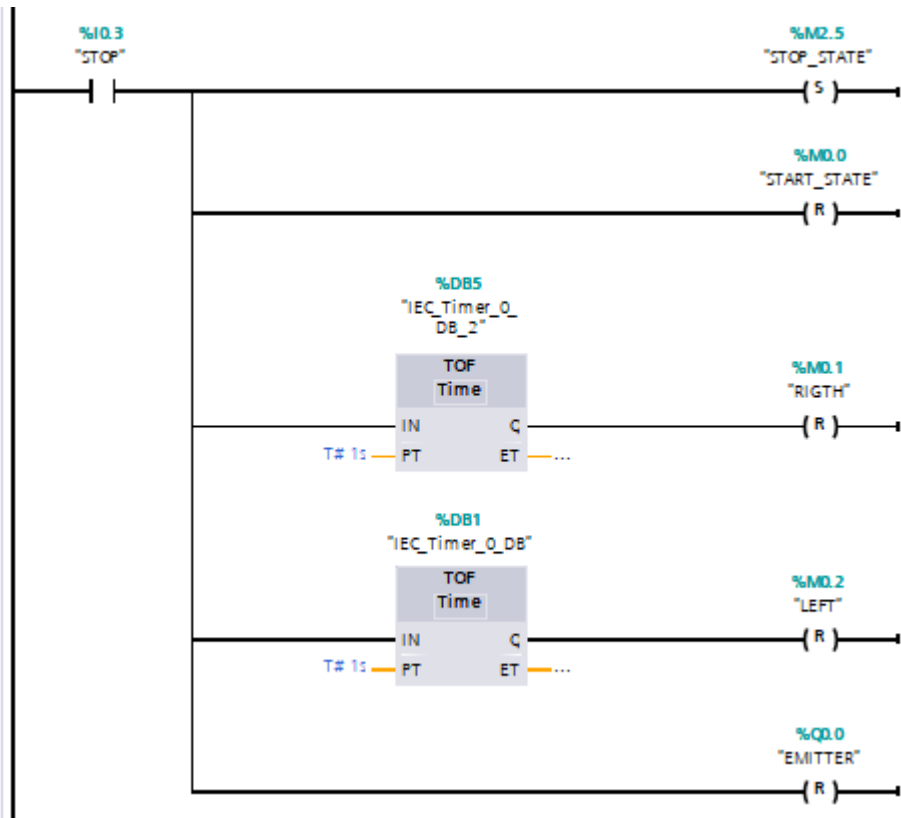 %I0.3
"STOP"
%M2.5
"STOP_STATE"
S
%M0.0
"START_STATE"
R
%DB5
"IEC_Timer_0_
DB_2"
TOF
Time
%M0.1
"RIGTH"
IN Q R
T# 1s PT ET ...
%DB1
"IEC_Timer_0_DB"
TOF
Time
%M0.2
"LEFT"
IN Q R
T# 1s PT ET ...
%Q0.0
"EMITTER"
R